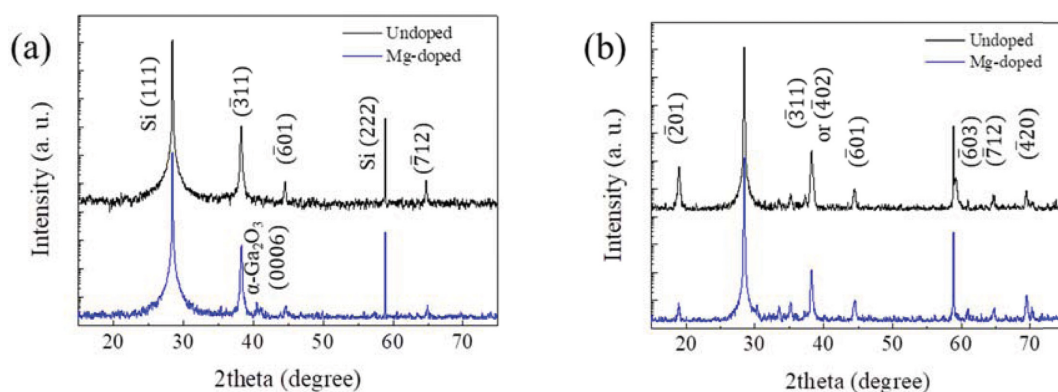 (a)
Undoped
Mg-doped
Si (111)
(3̅11)
(6̅01)
Si (222)
(7̅12)
α-Ga₂O₃
(0006)
Intensity (a. u.)
20 30 40 50 60 70
2theta (degree)
(b)
Undoped
Mg-doped
(2̅01)
(3̅11)
or (4̅02)
(6̅01)
(6̅03)
(7̅12)
(4̅20)
Intensity (a. u.)
20 30 40 50 60 70
2theta (degree)